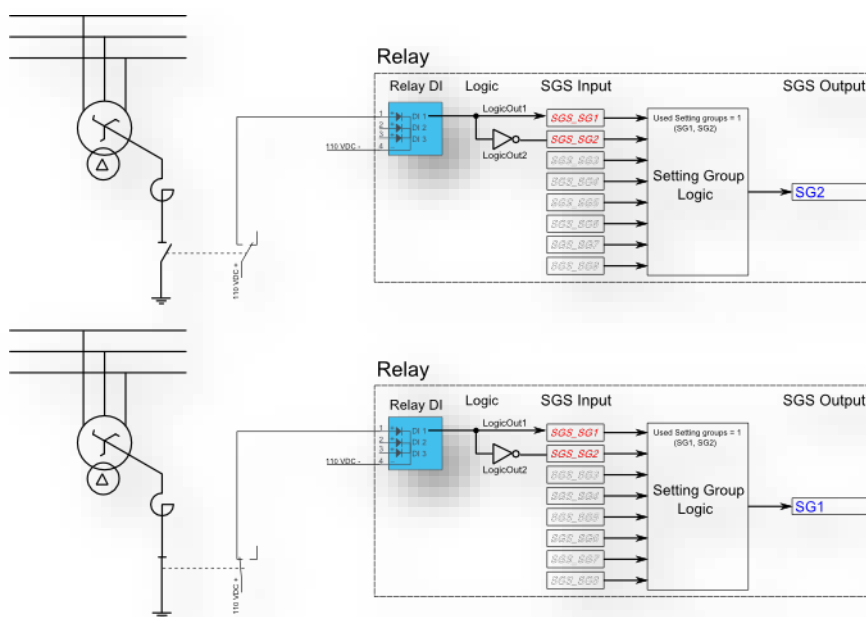 Relay
Relay DI
Logic
SGS Input
SGS Output
1
2
3
4
+
+
+
-
DI 1
DI 2
DI 3
110 VDC -
110 VDC +
LogicOut1
LogicOut2
SGS_SG1
SGS_SG2
SGS_SG3
SGS_SG4
SGS_SG5
SGS_SG6
SGS_SG7
SGS_SG8
Used Setting groups = 1
(SG1, SG2)
Setting Group
Logic
SG2
Relay
Relay DI
Logic
SGS Input
SGS Output
1
2
3
4
+
+
+
-
DI 1
DI 2
DI 3
110 VDC -
110 VDC +
LogicOut1
LogicOut2
SGS_SG1
SGS_SG2
SGS_SG3
SGS_SG4
SGS_SG5
SGS_SG6
SGS_SG7
SGS_SG8
Used Setting groups = 1
(SG1, SG2)
Setting Group
Logic
SG1